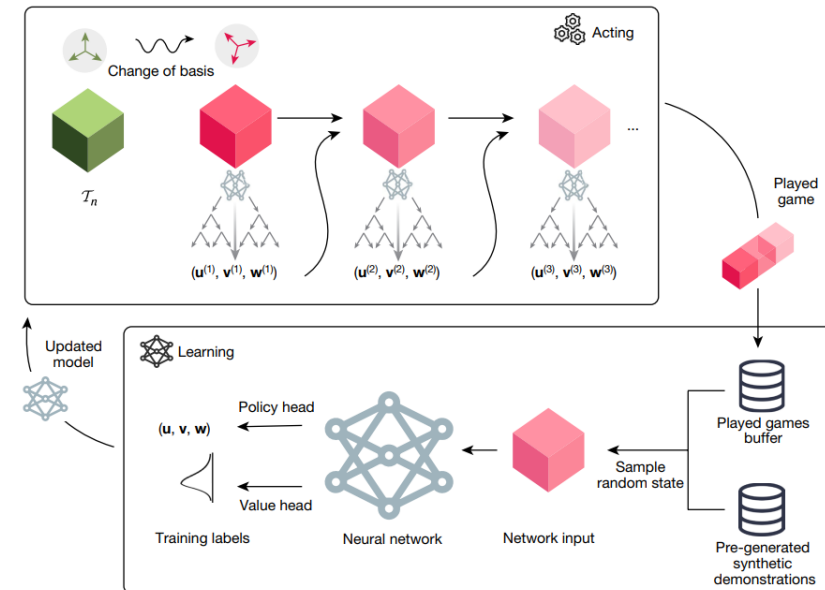 Acting
Change of basis
𝒯n
...
(u(1), v(1), w(1))
(u(2), v(2), w(2))
(u(3), v(3), w(3))
Played
game
Updated
model
Learning
Policy head
(u, v, w)
Value head
Training labels
Neural network
Network input
Sample
random state
Played games
buffer
Pre-generated
synthetic
demonstrations